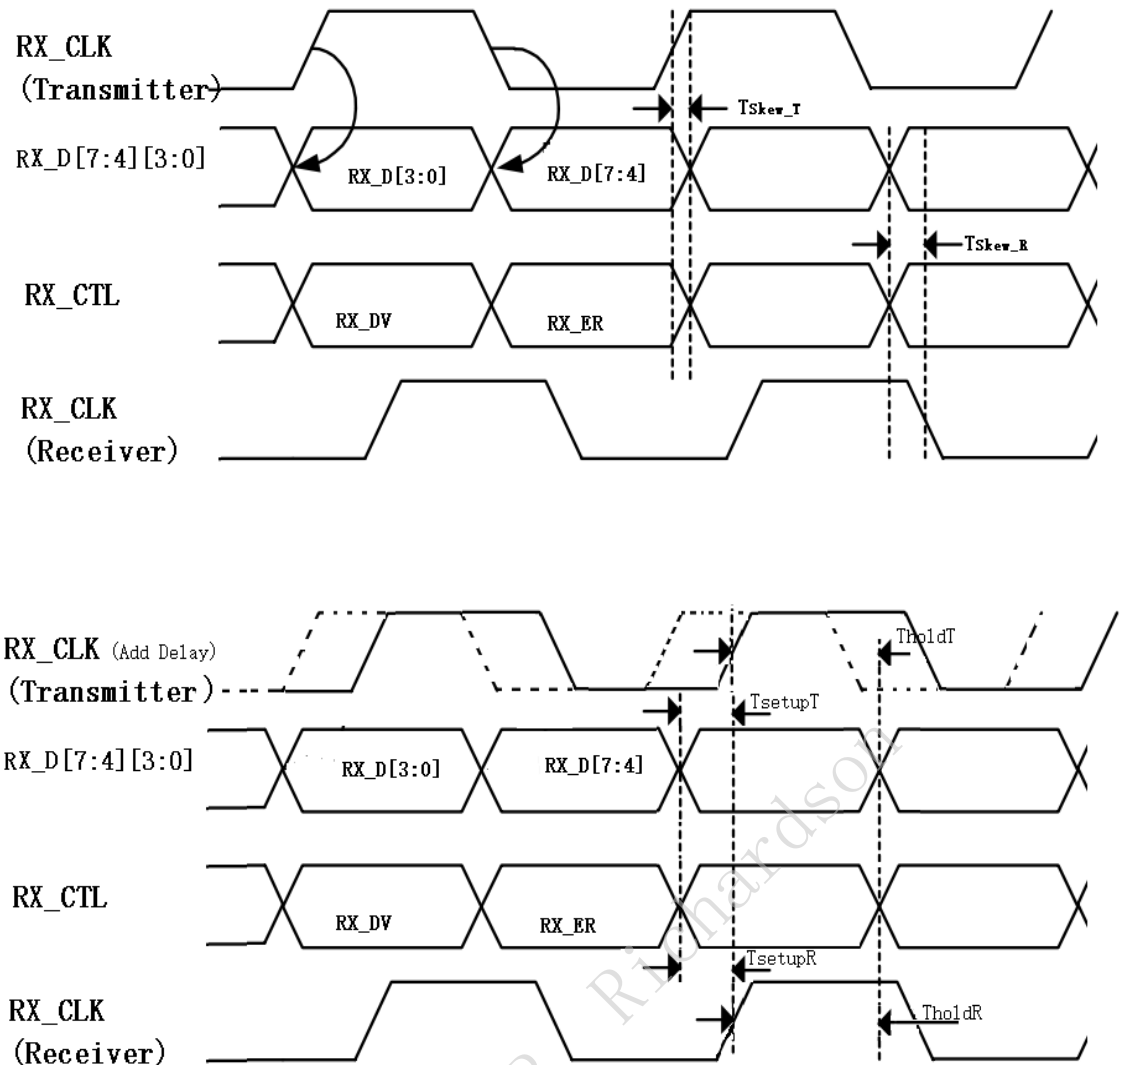 RX_CLK
(Transmitter)
TSkew_T
RX_D[7:4][3:0]
RX_D[3:0]
RX_D[7:4]
TSkew_R
RX_CTL
RX_DV
RX_ER
RX_CLK
(Receiver)
RX_CLK (Add Delay)
(Transmitter)
TholdT
TsetupT
RX_D[7:4][3:0]
RX_D[3:0]
RX_D[7:4]
RX_CTL
RX_DV
RX_ER
TsetupR
RX_CLK
(Receiver)
TholdR
Richardson